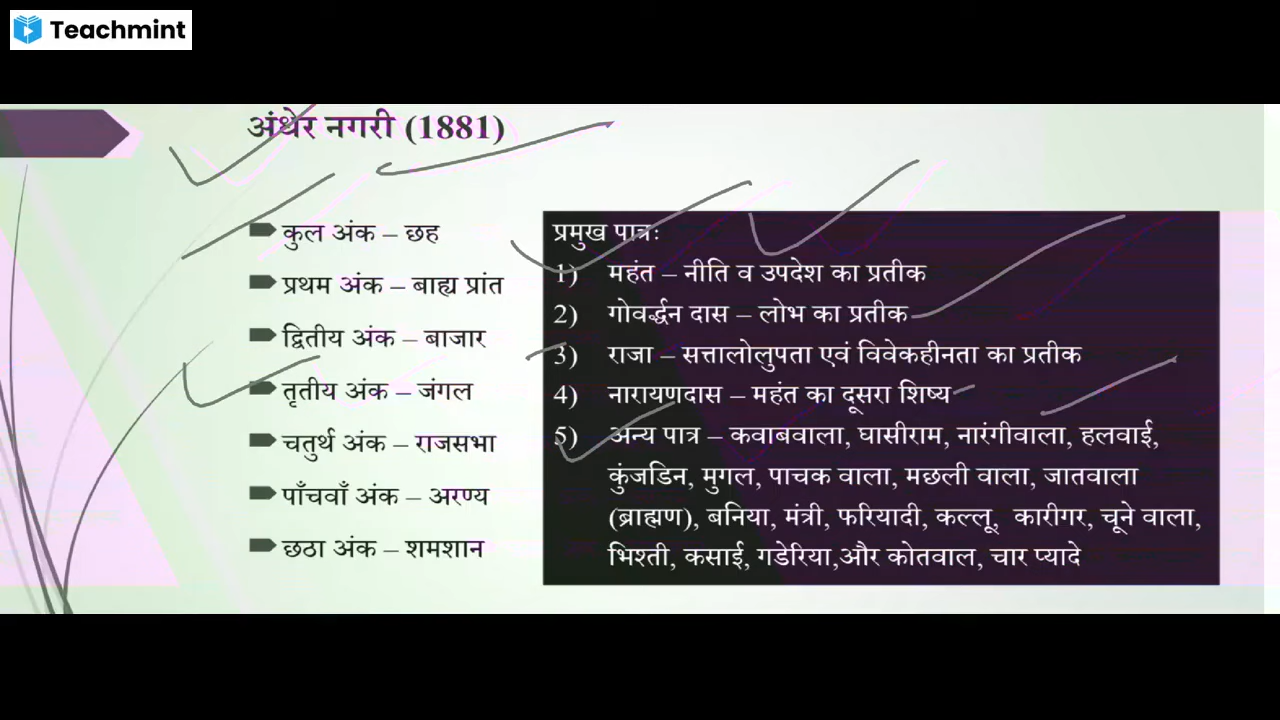 Teachmint
अंधेर नगरी (1881)
कुल अंक – छह
प्रथम अंक – बाह्य प्रांत
द्वितीय अंक – बाजार
तृतीय अंक – जंगल
चतुर्थ अंक – राजसभा
पाँचवाँ अंक – अरण्य
छठा अंक – शमशान
प्रमुख पात्रः
1) महंत – नीति व उपदेश का प्रतीक
2) गोवर्द्धन दास – लोभ का प्रतीक
3) राजा – सत्तालोलुपता एवं विवेकहीनता का प्रतीक
4) नारायणदास – महंत का दूसरा शिष्य
5) अन्य पात्र – कवाबवाला, घासीराम, नारंगीवाला, हलवाई,
कुंजडिन, मुगल, पाचक वाला, मछली वाला, जातवाला
(ब्राह्मण), बनिया, मंत्री, फरियादी, कल्लू, कारीगर, चूने वाला,
भिश्ती, कसाई, गडेरिया,और कोतवाल, चार प्यादे